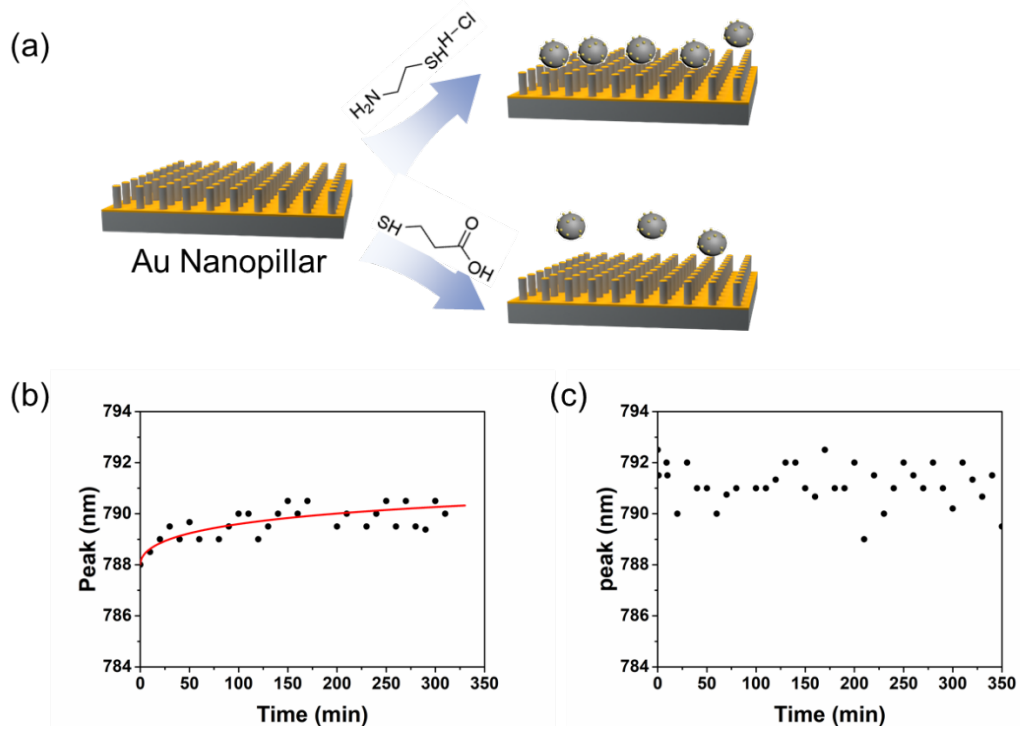 (a)
H₂N
SH
H-Cl
SH
O
OH
Au Nanopillar
(b)
794
792
790
788
786
784
Peak (nm)
0 50 100 150 200 250 300 350
Time (min)
(c)
794
792
790
788
786
784
peak (nm)
0 50 100 150 200 250 300 350
Time (min)